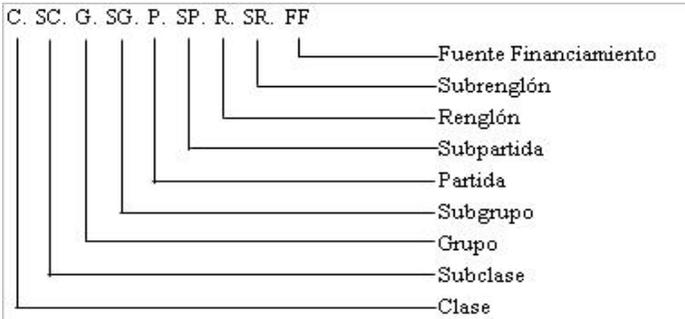 C. SC. G. SG. P. SP. R. SR. FF
Fuente Financiamiento
Subrenglón
Renglón
Subpartida
Partida
Subgrupo
Grupo
Subclase
Clase